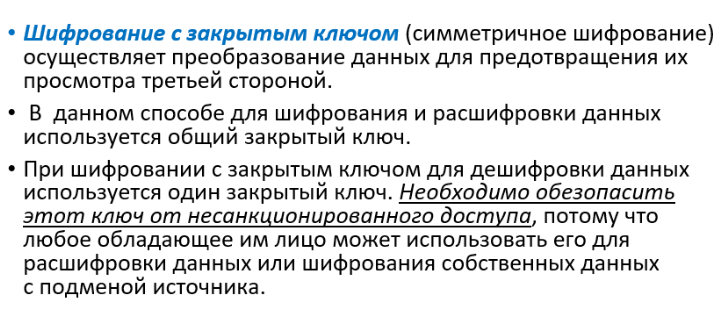 • Шифрование с закрытым ключом (симметричное шифрование)
осуществляет преобразование данных для предотвращения их
просмотра третьей стороной.
• В данном способе для шифрования и расшифровки данных
используется общий закрытый ключ.
• При шифровании с закрытым ключом для дешифровки данных
используется один закрытый ключ. Необходимо обезопасить
этот ключ от несанкционированного доступа, потому что
любое обладающее им лицо может использовать его для
расшифровки данных или шифрования собственных данных
с подменой источника.